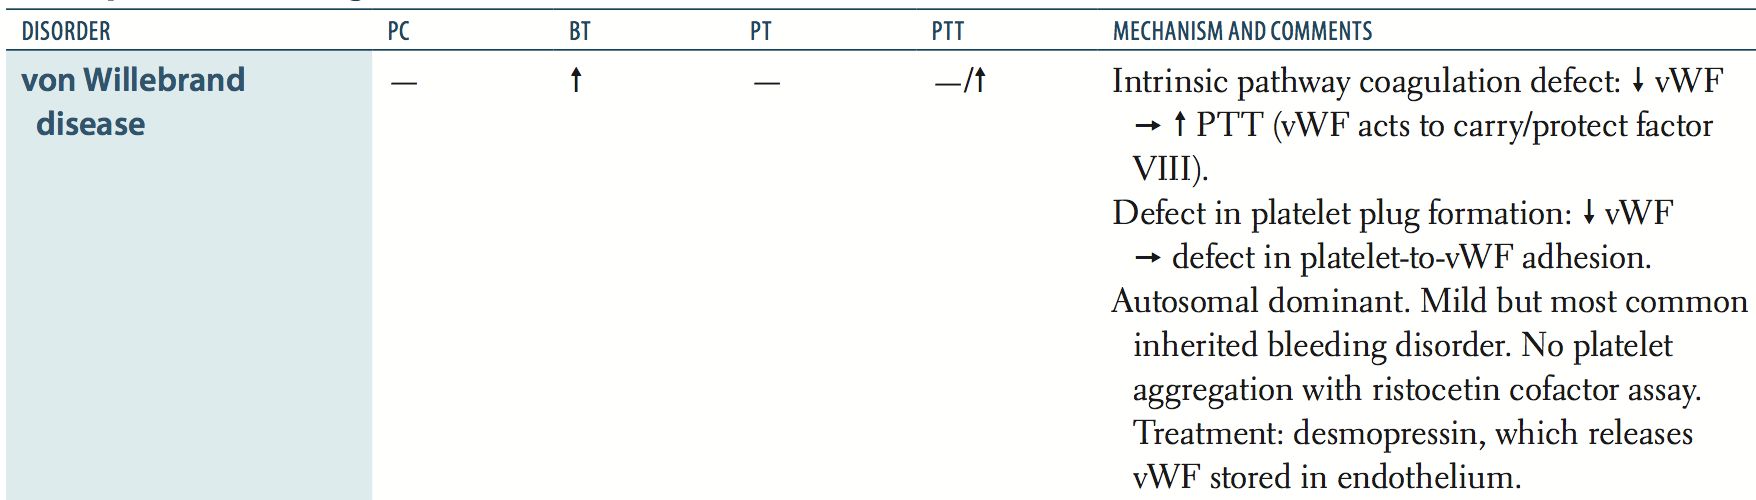 DISORDER PC BT PT PTT MECHANISM AND COMMENTS
von Willebrand disease — ↑ — —/↑ Intrinsic pathway coagulation defect: ↓ vWF
→ ↑ PTT (vWF acts to carry/protect factor
VIII).
Defect in platelet plug formation: ↓ vWF
→ defect in platelet-to-vWF adhesion.
Autosomal dominant. Mild but most common
inherited bleeding disorder. No platelet
aggregation with ristocetin cofactor assay.
Treatment: desmopressin, which releases
vWF stored in endothelium.